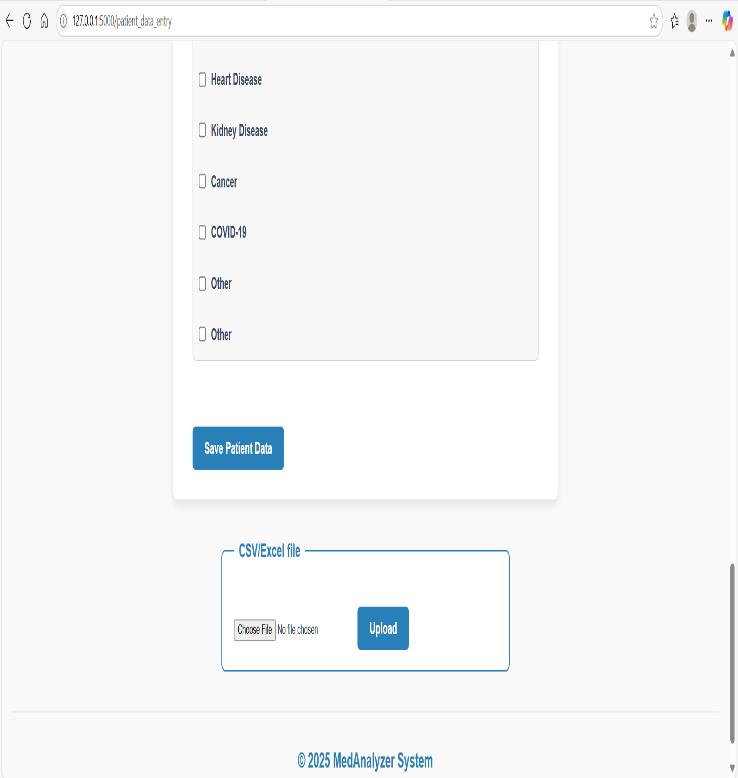 127.0.0.1:5000/patient_data_entry
Heart Disease
Kidney Disease
Cancer
COVID-19
Other
Other
Save Patient Data
CSV/Excel file
Choose File No file chosen Upload
© 2025 MedAnalyzer System